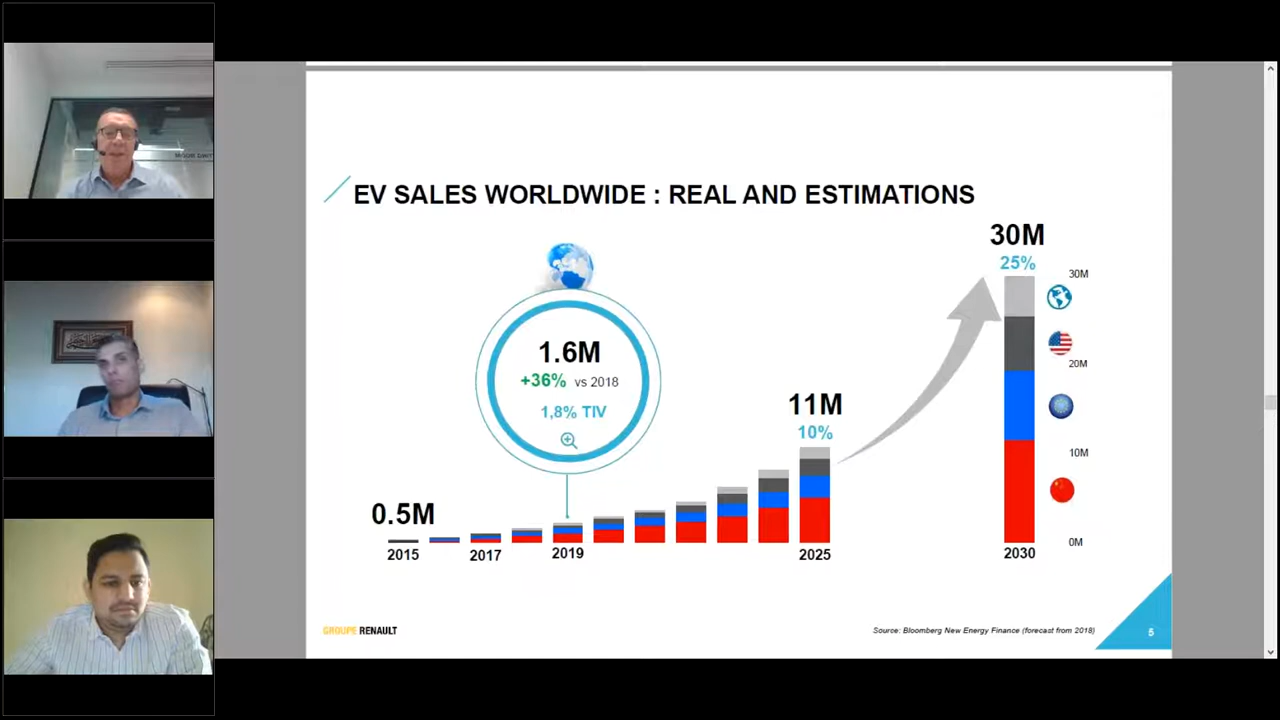 EV SALES WORLDWIDE : REAL AND ESTIMATIONS
30M
25%
30M
1.6M
+36% vs 2018
1,8% TIV
20M
11M
10%
10M
0.5M
0M
2015
2017
2019
2025
2030
GROUPE RENAULT
Source: Bloomberg New Energy Finance (forecast from 2018)
5